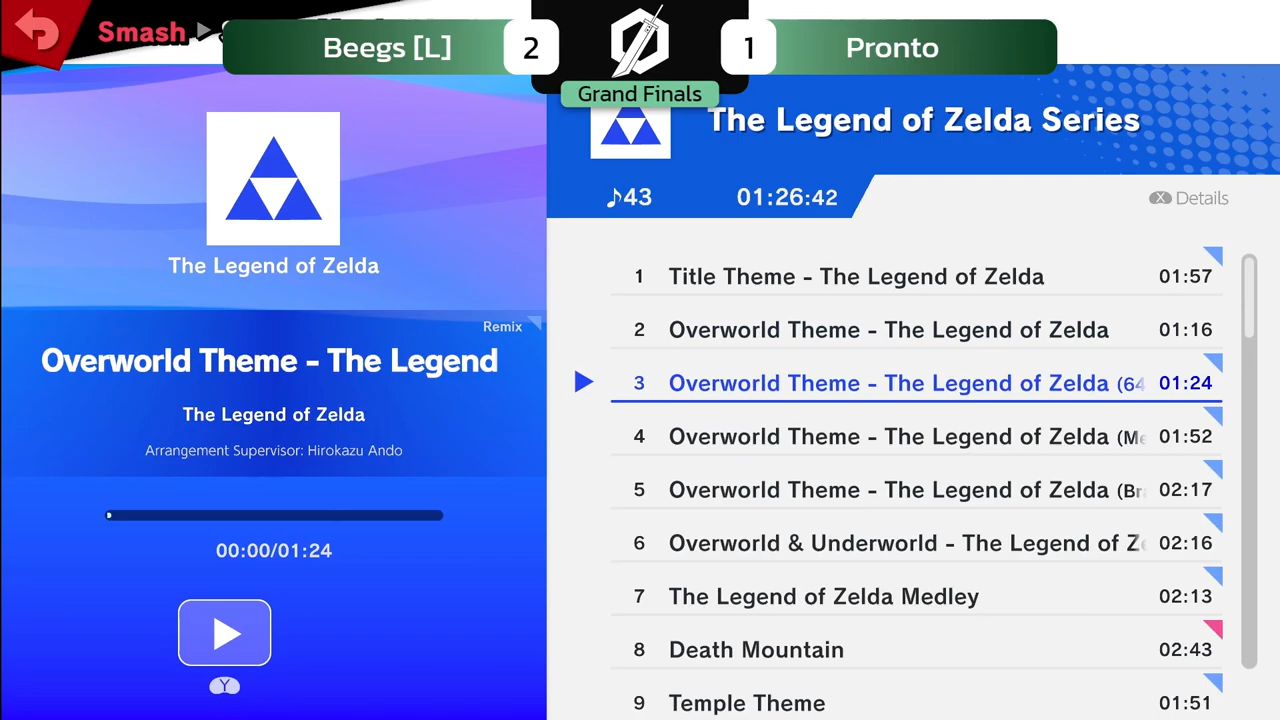 Smash
Beegs [L]
2
1
Pronto
Grand Finals
The Legend of Zelda
Remix
Overworld Theme - The Legend
The Legend of Zelda
Arrangement Supervisor: Hirokazu Ando
00:00/01:24
Y
The Legend of Zelda Series
♪43 01:26:42
X Details
1 Title Theme - The Legend of Zelda 01:57
2 Overworld Theme - The Legend of Zelda 01:16
3 Overworld Theme - The Legend of Zelda (64 01:24
4 Overworld Theme - The Legend of Zelda (Me 01:52
5 Overworld Theme - The Legend of Zelda (Bra 02:17
6 Overworld & Underworld - The Legend of Ze 02:16
7 The Legend of Zelda Medley 02:13
8 Death Mountain 02:43
9 Temple Theme 01:51